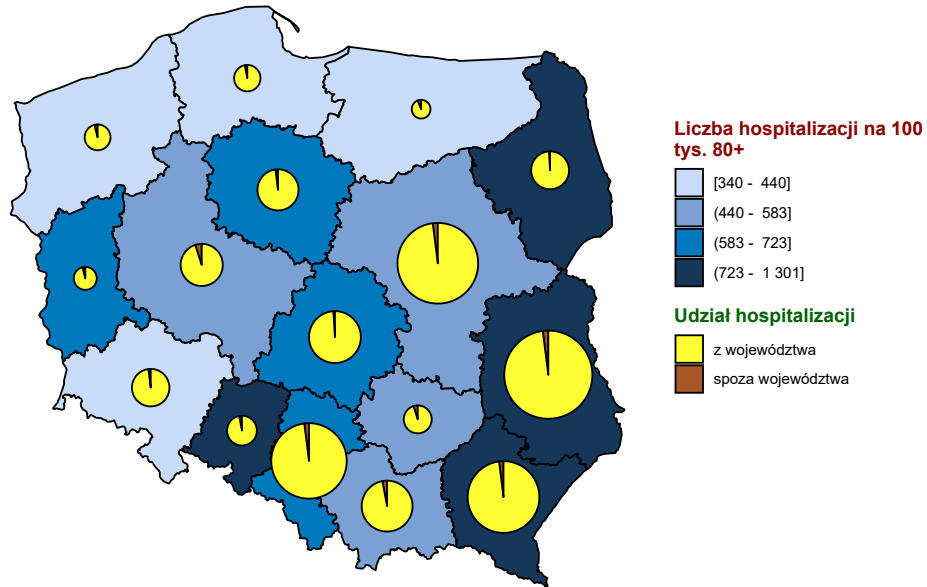 Liczba hospitalizacji na 100
tys. 80+
[340 - 440]
(440 - 583]
(583 - 723]
(723 - 1 301]
Udział hospitalizacji
z województwa
spoza województwa